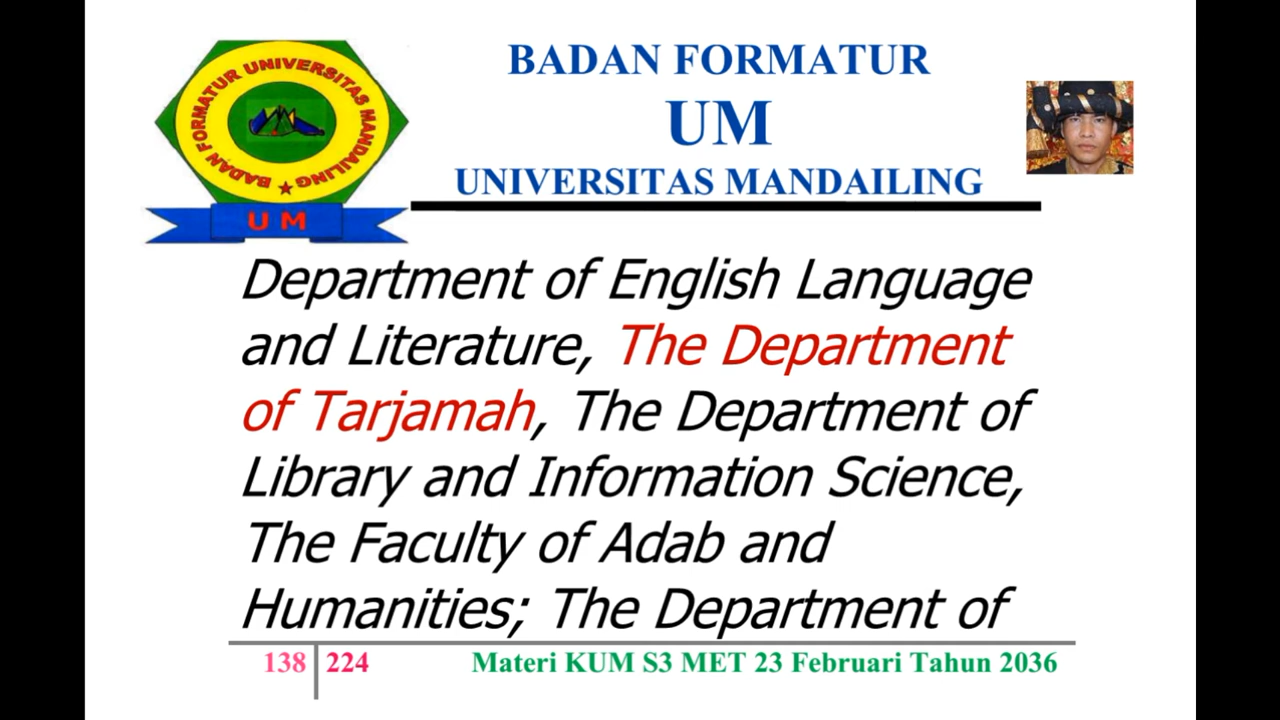 BADAN FORMATUR UNIVERSITAS MANDAILING
U M
BADAN FORMATUR
UM
UNIVERSITAS MANDAILING
Department of English Language
and Literature, The Department
of Tarjamah, The Department of
Library and Information Science,
The Faculty of Adab and
Humanities; The Department of
138 224 Materi KUM S3 MET 23 Februari Tahun 2036